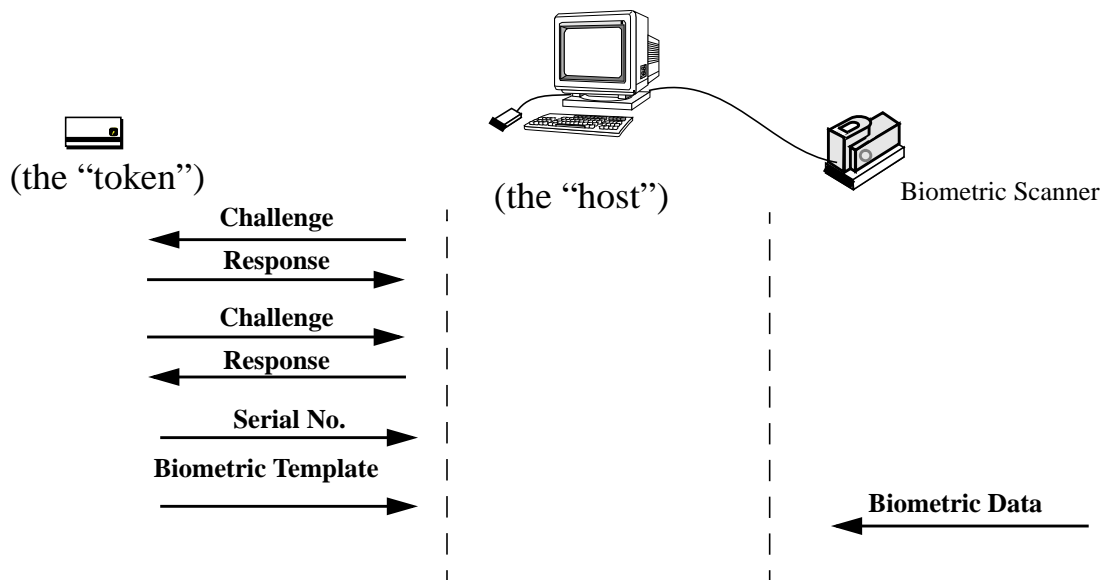 (the “token”)
(the “host”)
Biometric Scanner
Challenge
Response
Challenge
Response
Serial No.
Biometric Template
Biometric Data